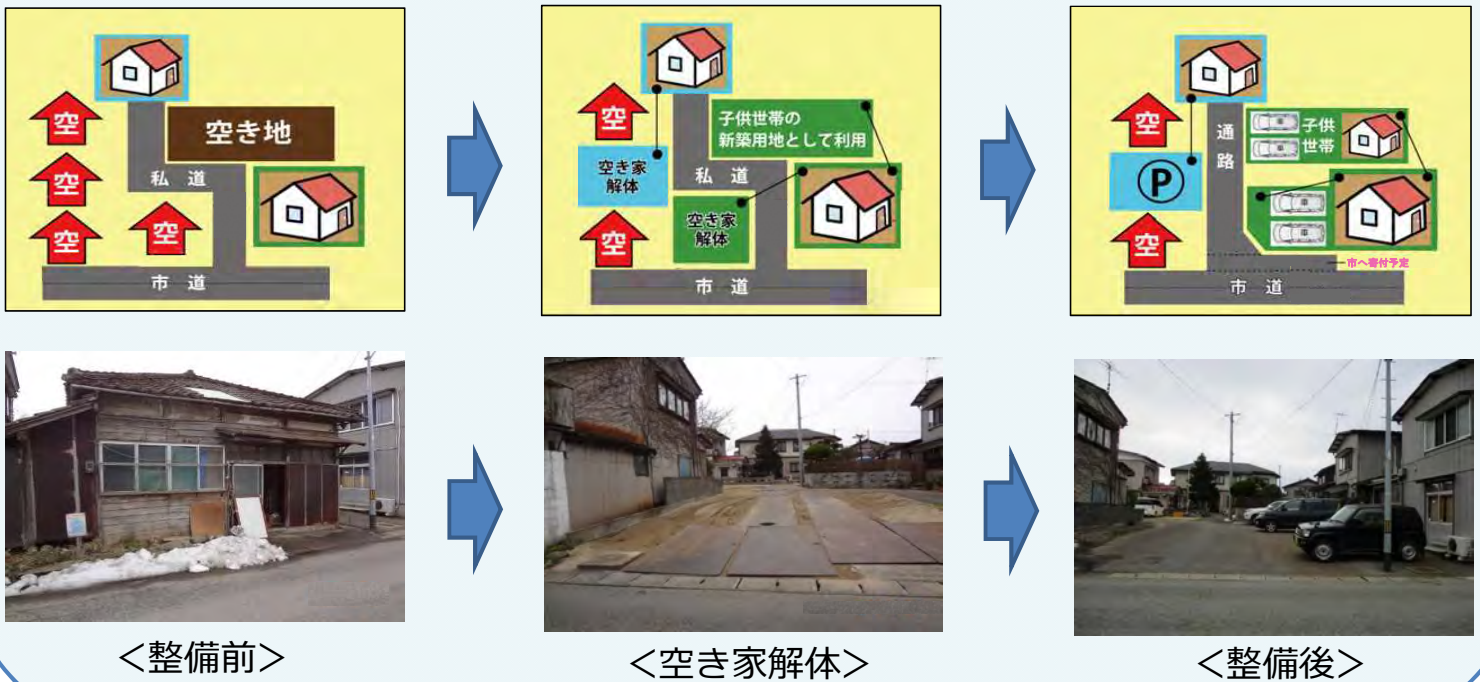 空
空き地
空
私 道
空
空
市 道
空
子供世帯の
新築用地として利用
空き家
解体
私 道
空き家
解体
空
市 道
空
通
路
子供
世帯
P
空
市へ寄付予定
市 道
＜整備前＞
＜空き家解体＞
＜整備後＞